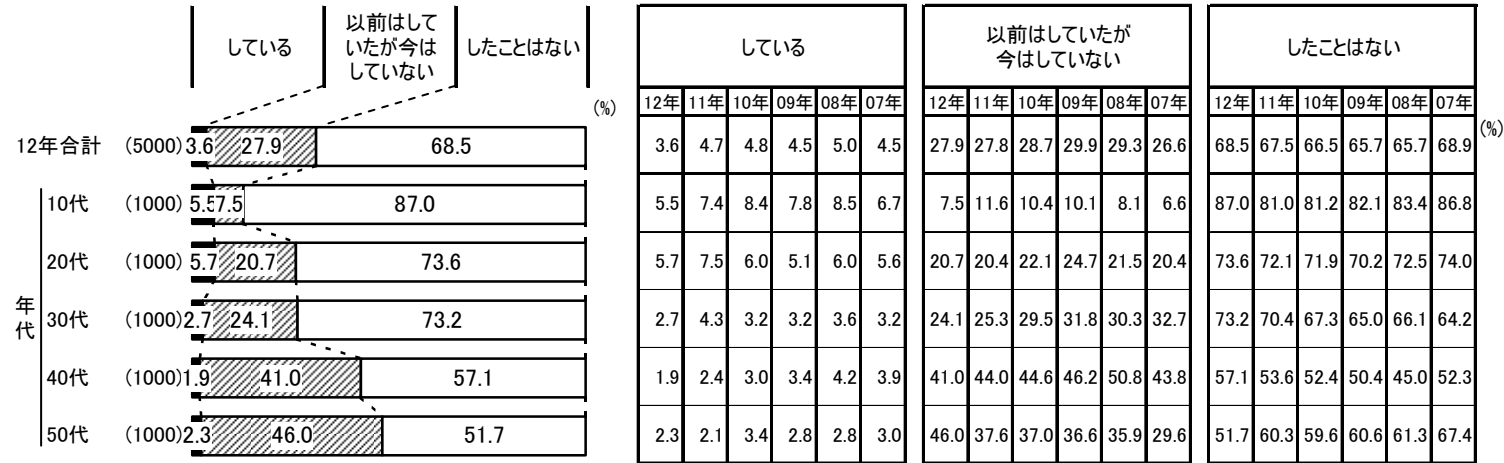 している 以前はして いたが今は していない したことはない
している 以前はしていたが 今はしていない したことはない
(%) 12年 11年 10年 09年 08年 07年 12年 11年 10年 09年 08年 07年 12年 11年 10年 09年 08年 07年 (%)
12年合計 (5000) 3.6 27.9 68.5 3.6 4.7 4.8 4.5 5.0 4.5 27.9 27.8 28.7 29.9 29.3 26.6 68.5 67.5 66.5 65.7 65.7 68.9
年代
10代 (1000) 5.5 7.5 87.0 5.5 7.4 8.4 7.8 8.5 6.7 7.5 11.6 10.4 10.1 8.1 6.6 87.0 81.0 81.2 82.1 83.4 86.8
20代 (1000) 5.7 20.7 73.6 5.7 7.5 6.0 5.1 6.0 5.6 20.7 20.4 22.1 24.7 21.5 20.4 73.6 72.1 71.9 70.2 72.5 74.0
30代 (1000) 2.7 24.1 73.2 2.7 4.3 3.2 3.2 3.6 3.2 24.1 25.3 29.5 31.8 30.3 32.7 73.2 70.4 67.3 65.0 66.1 64.2
40代 (1000) 1.9 41.0 57.1 1.9 2.4 3.0 3.4 4.2 3.9 41.0 44.0 44.6 46.2 50.8 43.8 57.1 53.6 52.4 50.4 45.0 52.3
50代 (1000) 2.3 46.0 51.7 2.3 2.1 3.4 2.8 2.8 3.0 46.0 37.6 37.0 36.6 35.9 29.6 51.7 60.3 59.6 60.6 61.3 67.4